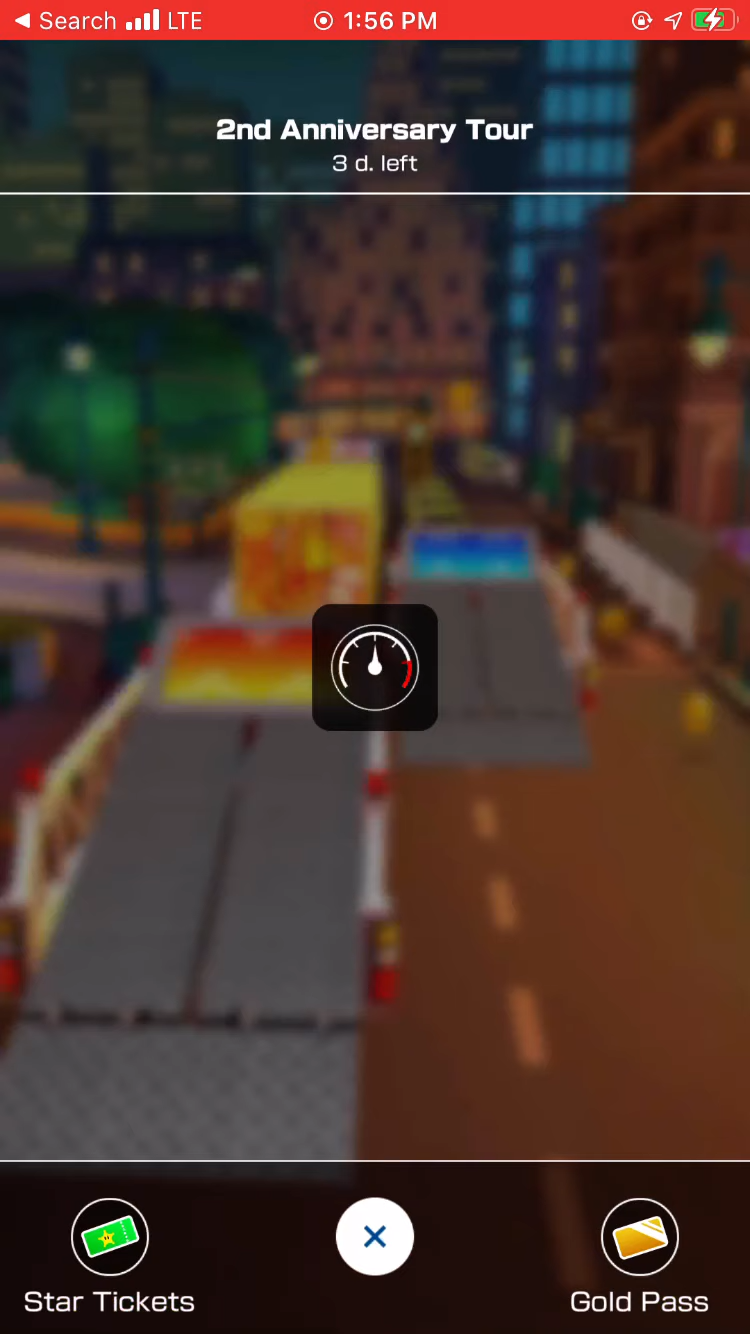 Search LTE 1:56 PM
2nd Anniversary Tour
3 d. left
Star Tickets
Gold Pass